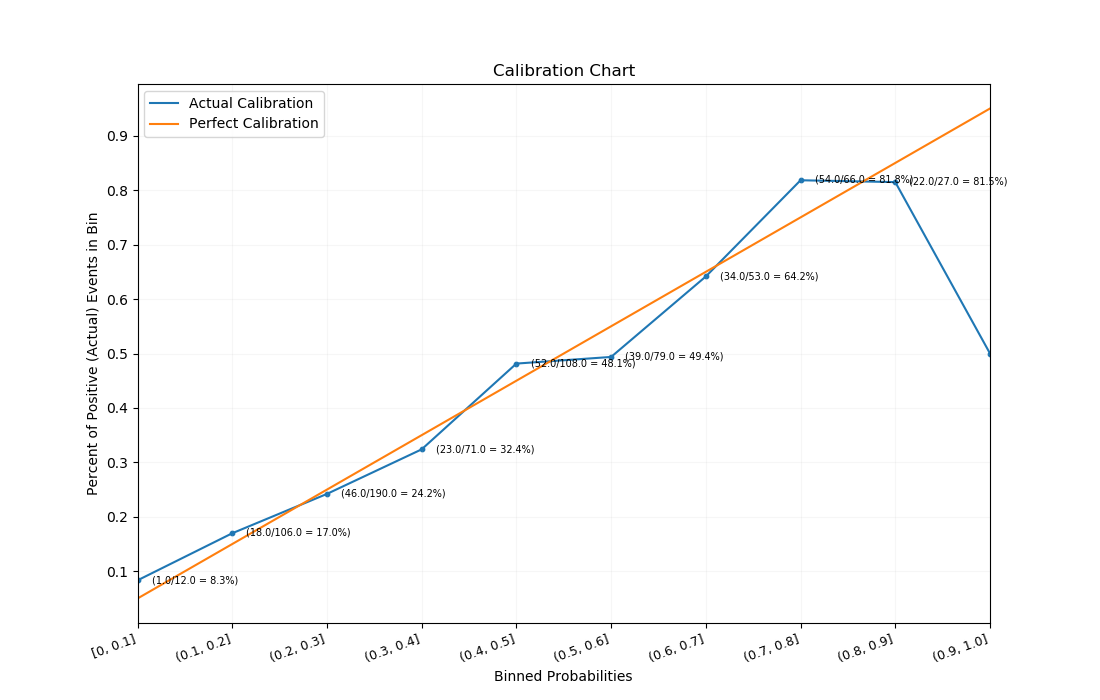 Calibration Chart
Actual Calibration
Perfect Calibration
Percent of Positive (Actual) Events in Bin
0.9
0.8
0.7
0.6
0.5
0.4
0.3
0.2
0.1
(54.0/66.0 = 81.8%)
(22.0/27.0 = 81.5%)
(34.0/53.0 = 64.2%)
(52.0/108.0 = 48.1%)
(39.0/79.0 = 49.4%)
(23.0/71.0 = 32.4%)
(46.0/190.0 = 24.2%)
(18.0/106.0 = 17.0%)
(1.0/12.0 = 8.3%)
[0, 0.1]
(0.1, 0.2]
(0.2, 0.3]
(0.3, 0.4]
(0.4, 0.5]
(0.5, 0.6]
(0.6, 0.7]
(0.7, 0.8]
(0.8, 0.9]
(0.9, 1.0]
Binned Probabilities